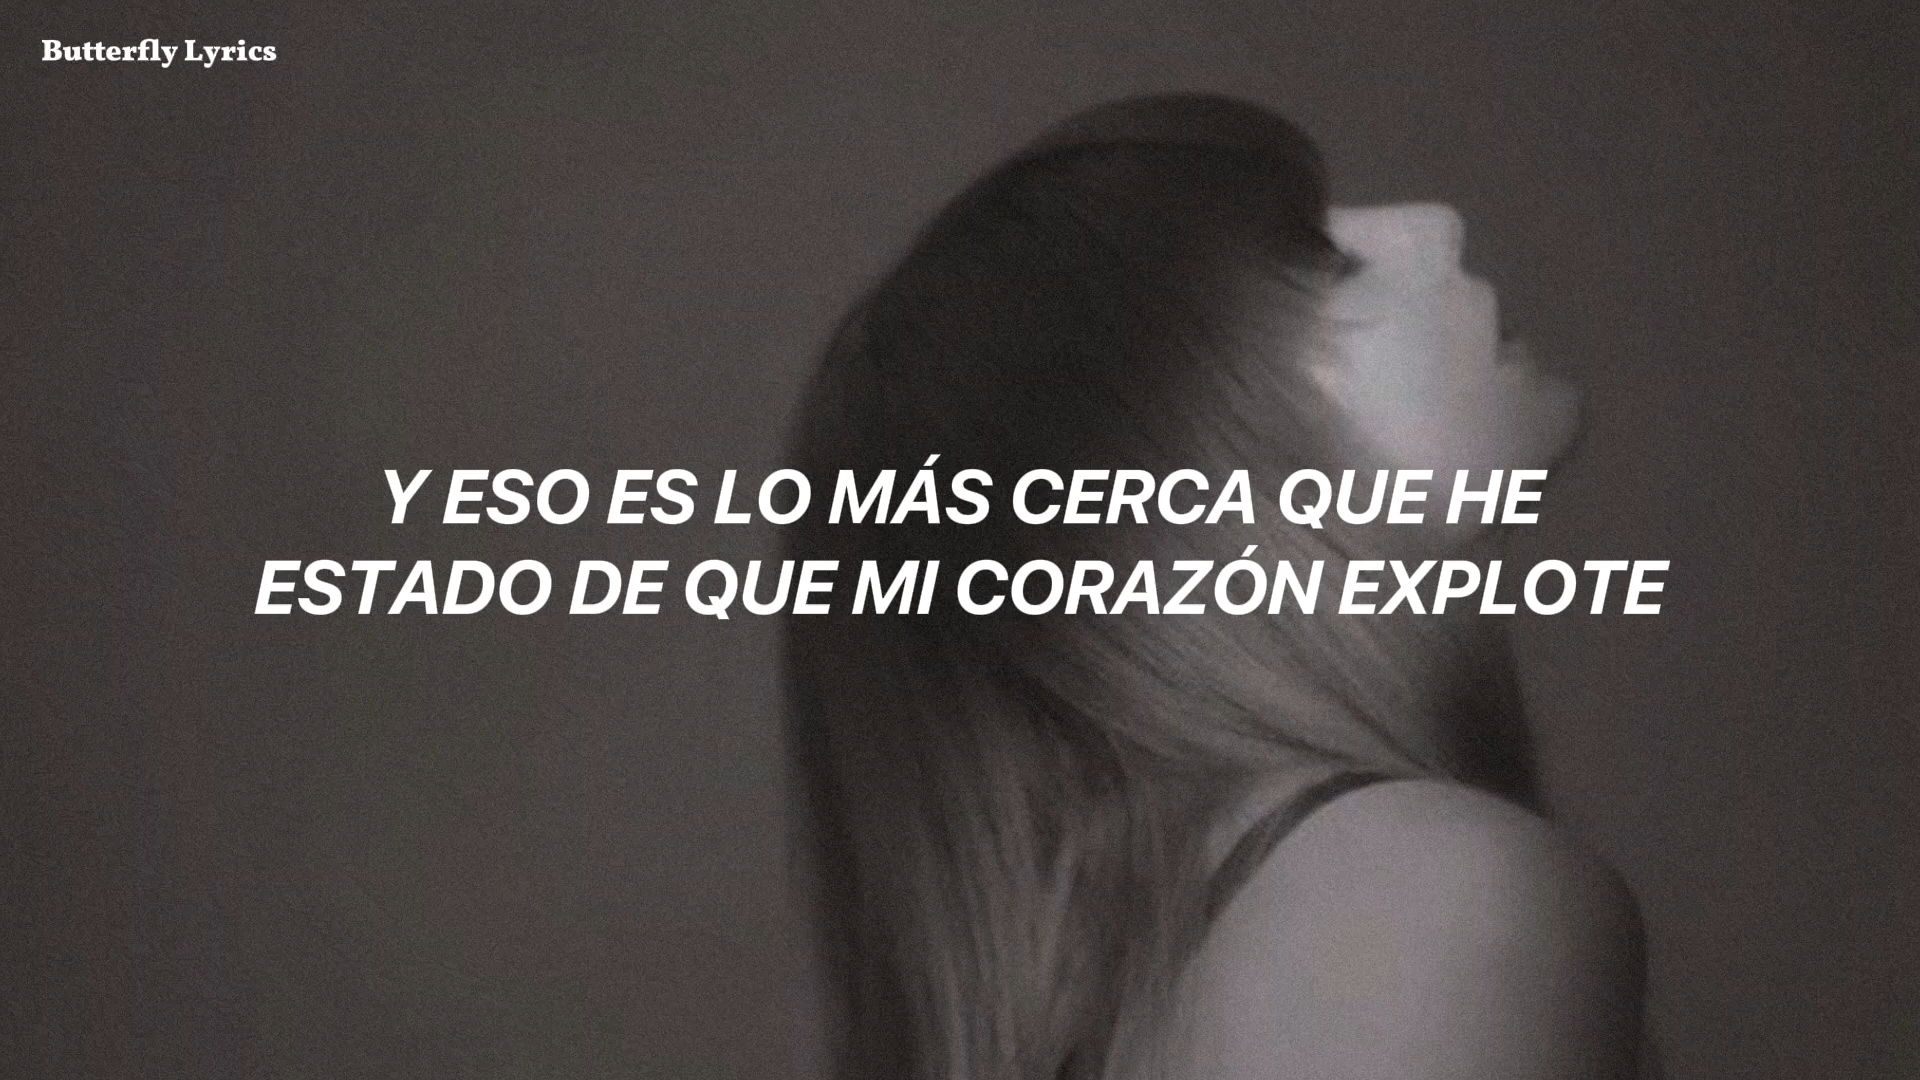 Butterfly Lyrics
Y ESO ES LO MÁS CERCA QUE HE
ESTADO DE QUE MI CORAZÓN EXPLOTE